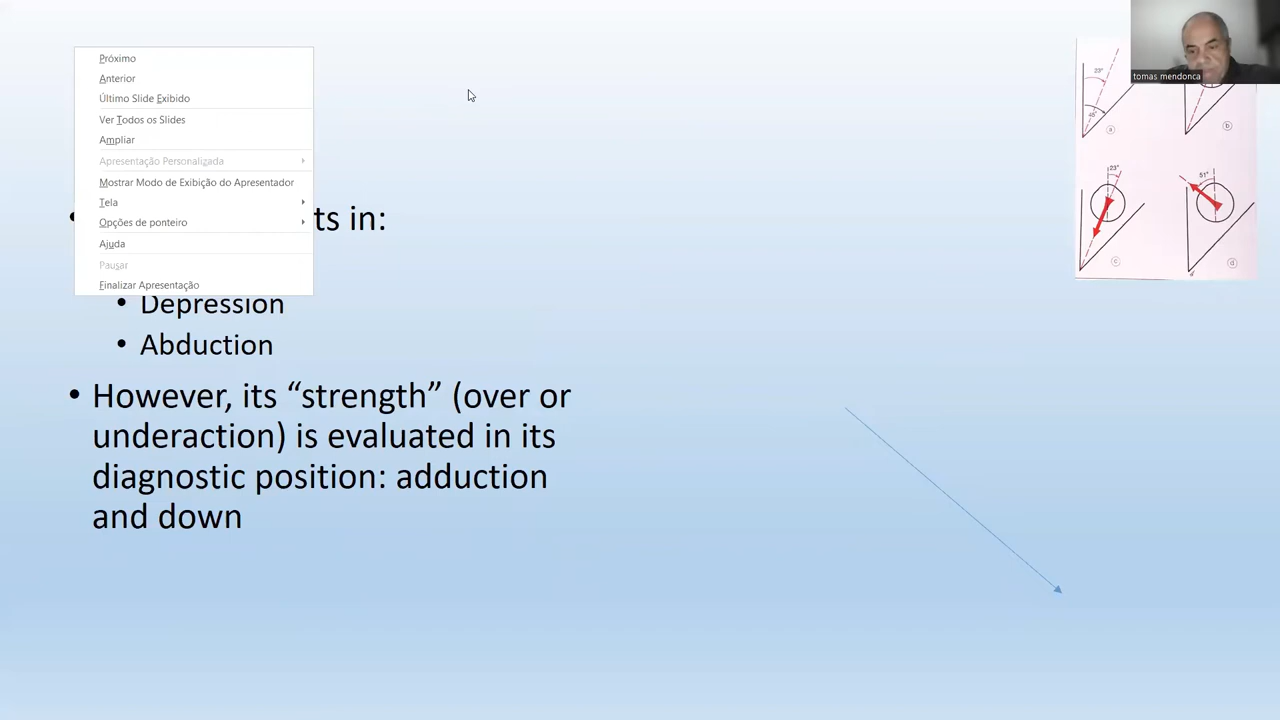 Próximo
Anterior
Último Slide Exibido
Ver Todos os Slides
Ampliar
Apresentação Personalizada
Mostrar Modo de Exibição do Apresentador
Tela
Opções de ponteiro
Ajuda
Pausar
Finalizar Apresentação
ts in:
• Depression
• Abduction
• However, its “strength” (over or
underaction) is evaluated in its
diagnostic position: adduction
and down
tomas mendonca
23°
45°
a
b
23°
51°
c
d